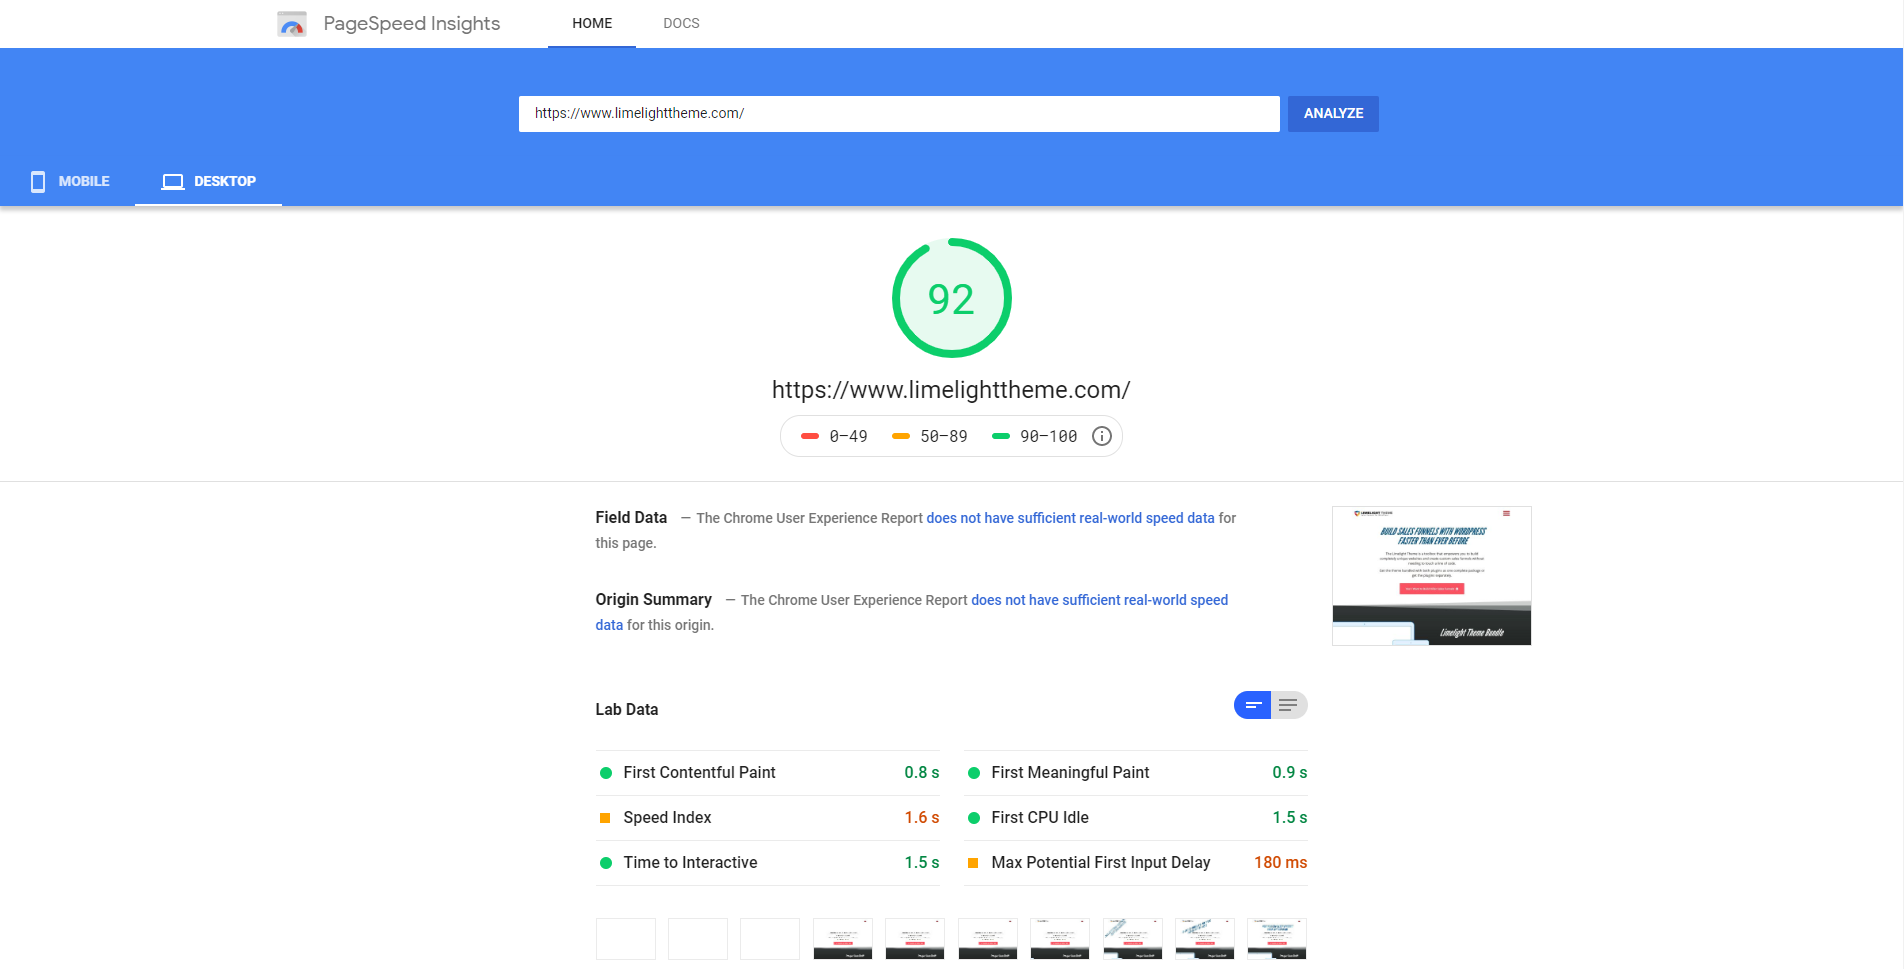 PageSpeed Insights
HOME
DOCS
https://www.limelighttheme.com/
ANALYZE
MOBILE
DESKTOP
92
https://www.limelighttheme.com/
0–49
50–89
90–100
Field Data — The Chrome User Experience Report does not have sufficient real-world speed data for
this page.
LIMELIGHT THEME
BUILD SALES FUNNELS WITH WORDPRESS
FASTER THAN EVER BEFORE
Limelight Theme Bundle
Origin Summary — The Chrome User Experience Report does not have sufficient real-world speed
data for this origin.
Lab Data
First Contentful Paint 0.8 s
First Meaningful Paint 0.9 s
Speed Index 1.6 s
First CPU Idle 1.5 s
Time to Interactive 1.5 s
Max Potential First Input Delay 180 ms